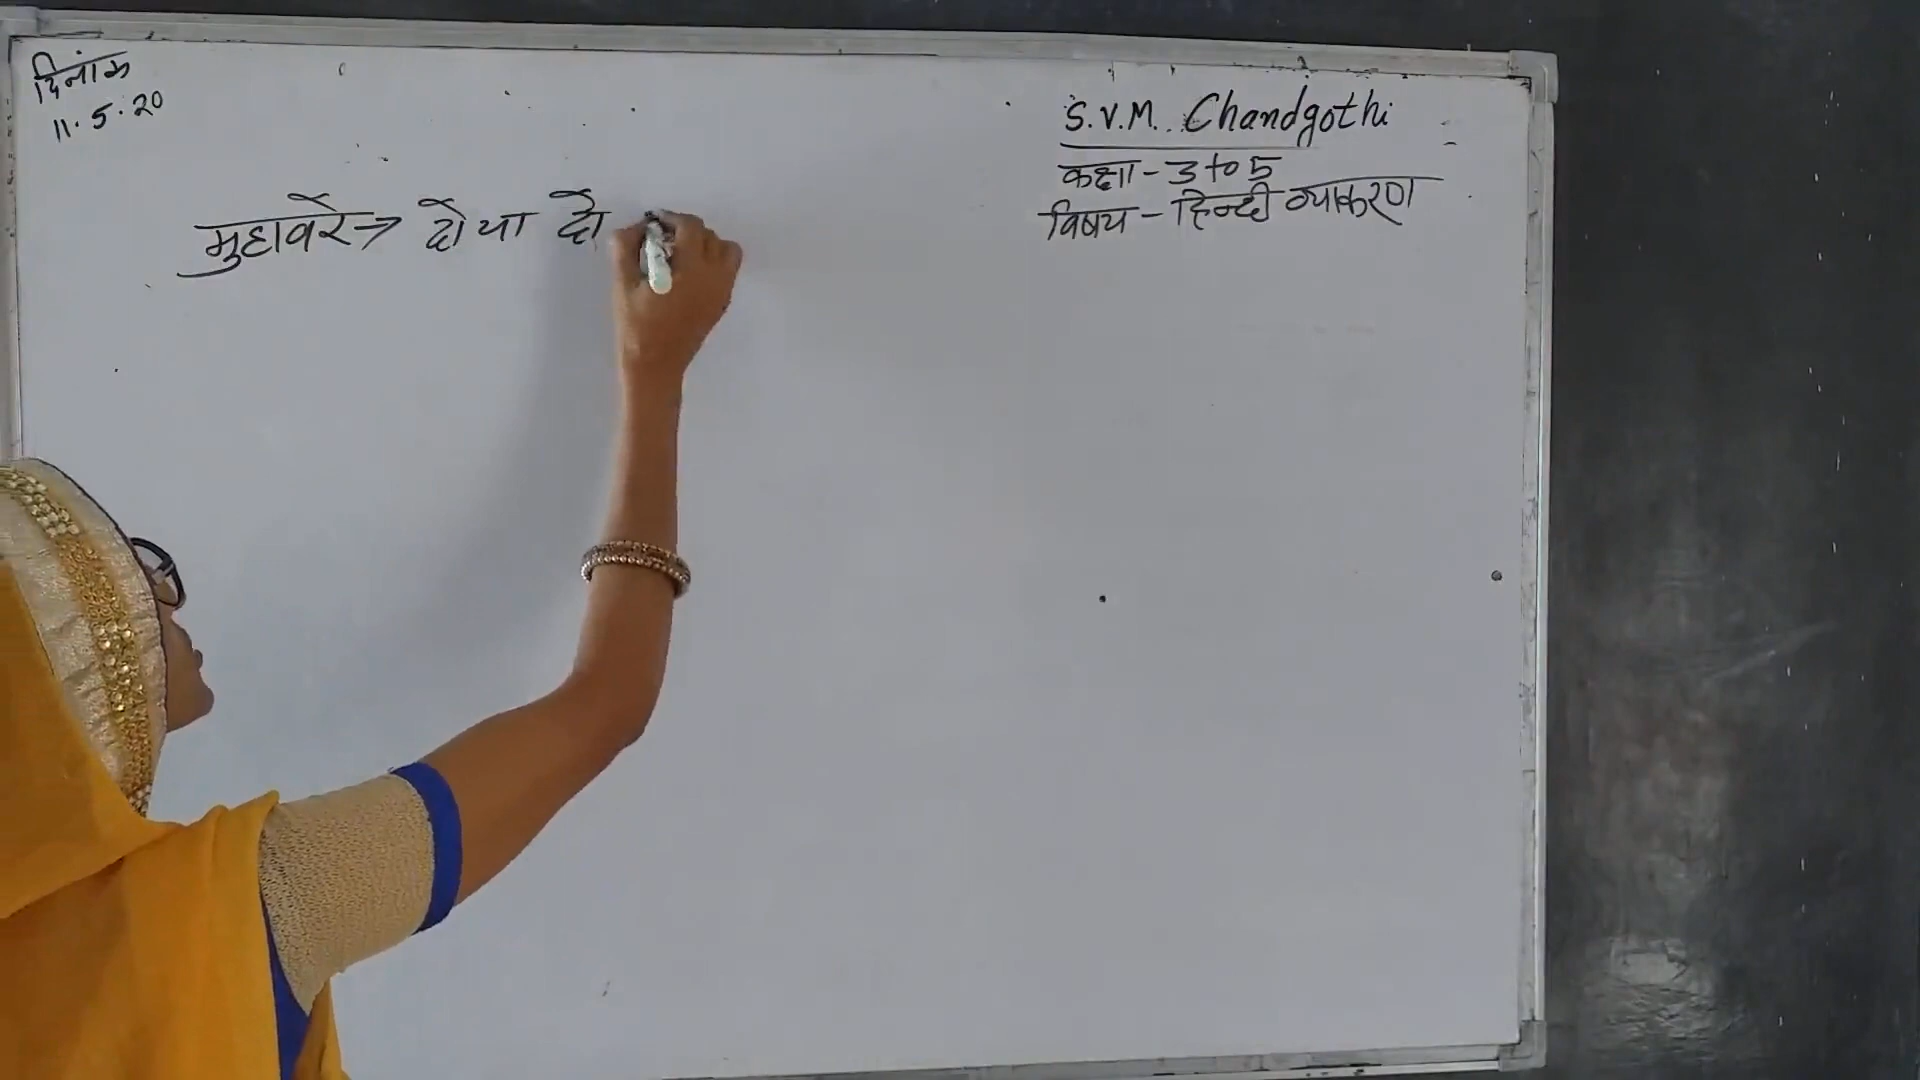 दिनांक
11.5.20
S.V.M. Chandgothi
कक्षा - 3 to 5
विषय - हिन्दी व्याकरण
मुहावरे → दो या दो